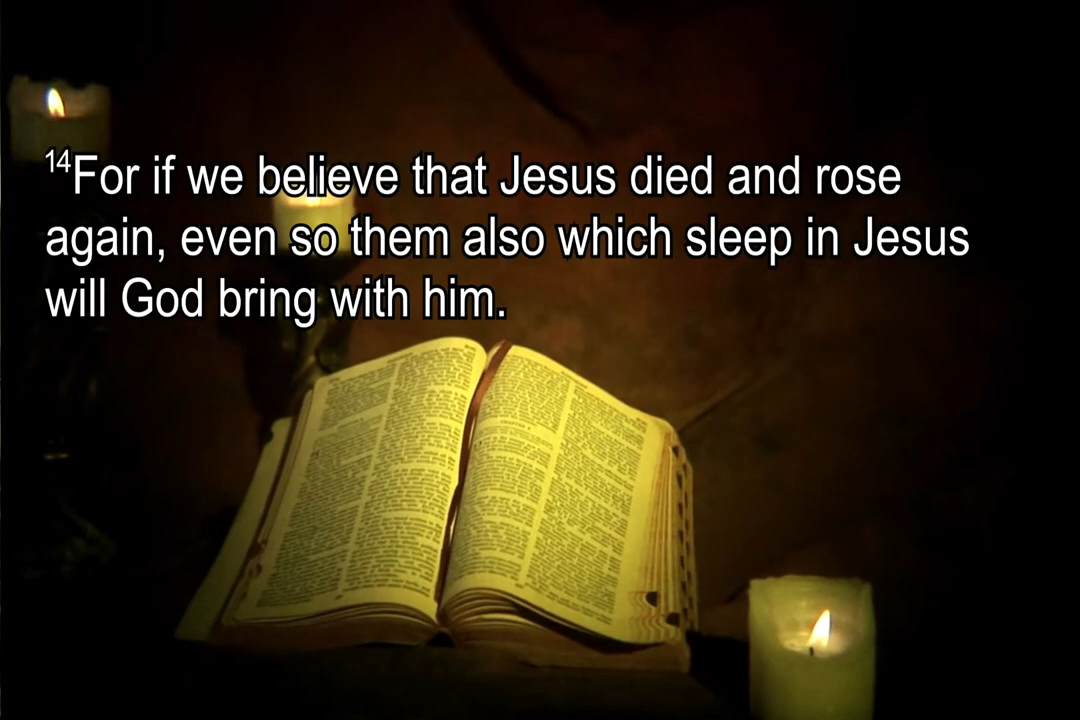 ¹⁴For if we believe that Jesus died and rose
again, even so them also which sleep in Jesus
will God bring with him.